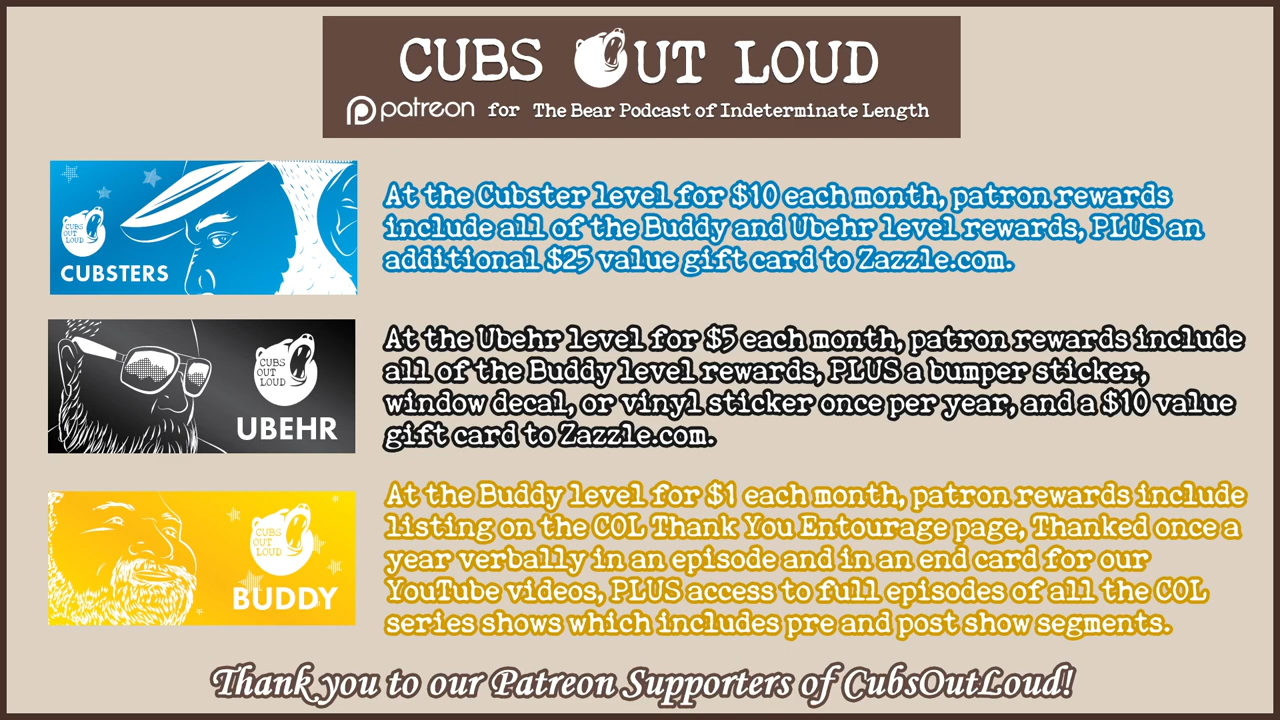 CUBS OUT LOUD
patreon for The Bear Podcast of Indeterminate Length
CUBS
OUT
LOUD
CUBSTERS
At the Cubster level for $10 each month, patron rewards
include all of the Buddy and Ubehr level rewards, PLUS an
additional $25 value gift card to Zazzle.com.
CUBS
OUT
LOUD
UBEHR
At the Ubehr level for $5 each month, patron rewards include
all of the Buddy level rewards, PLUS a bumper sticker,
window decal, or vinyl sticker once per year, and a $10 value
gift card to Zazzle.com.
CUBS
OUT
LOUD
BUDDY
At the Buddy level for $1 each month, patron rewards include
listing on the COL Thank You Entourage page, Thanked once a
year verbally in an episode and in an end card for our
YouTube videos, PLUS access to full episodes of all the COL
series shows which includes pre and post show segments.
Thank you to our Patreon Supporters of CubsOutLoud!